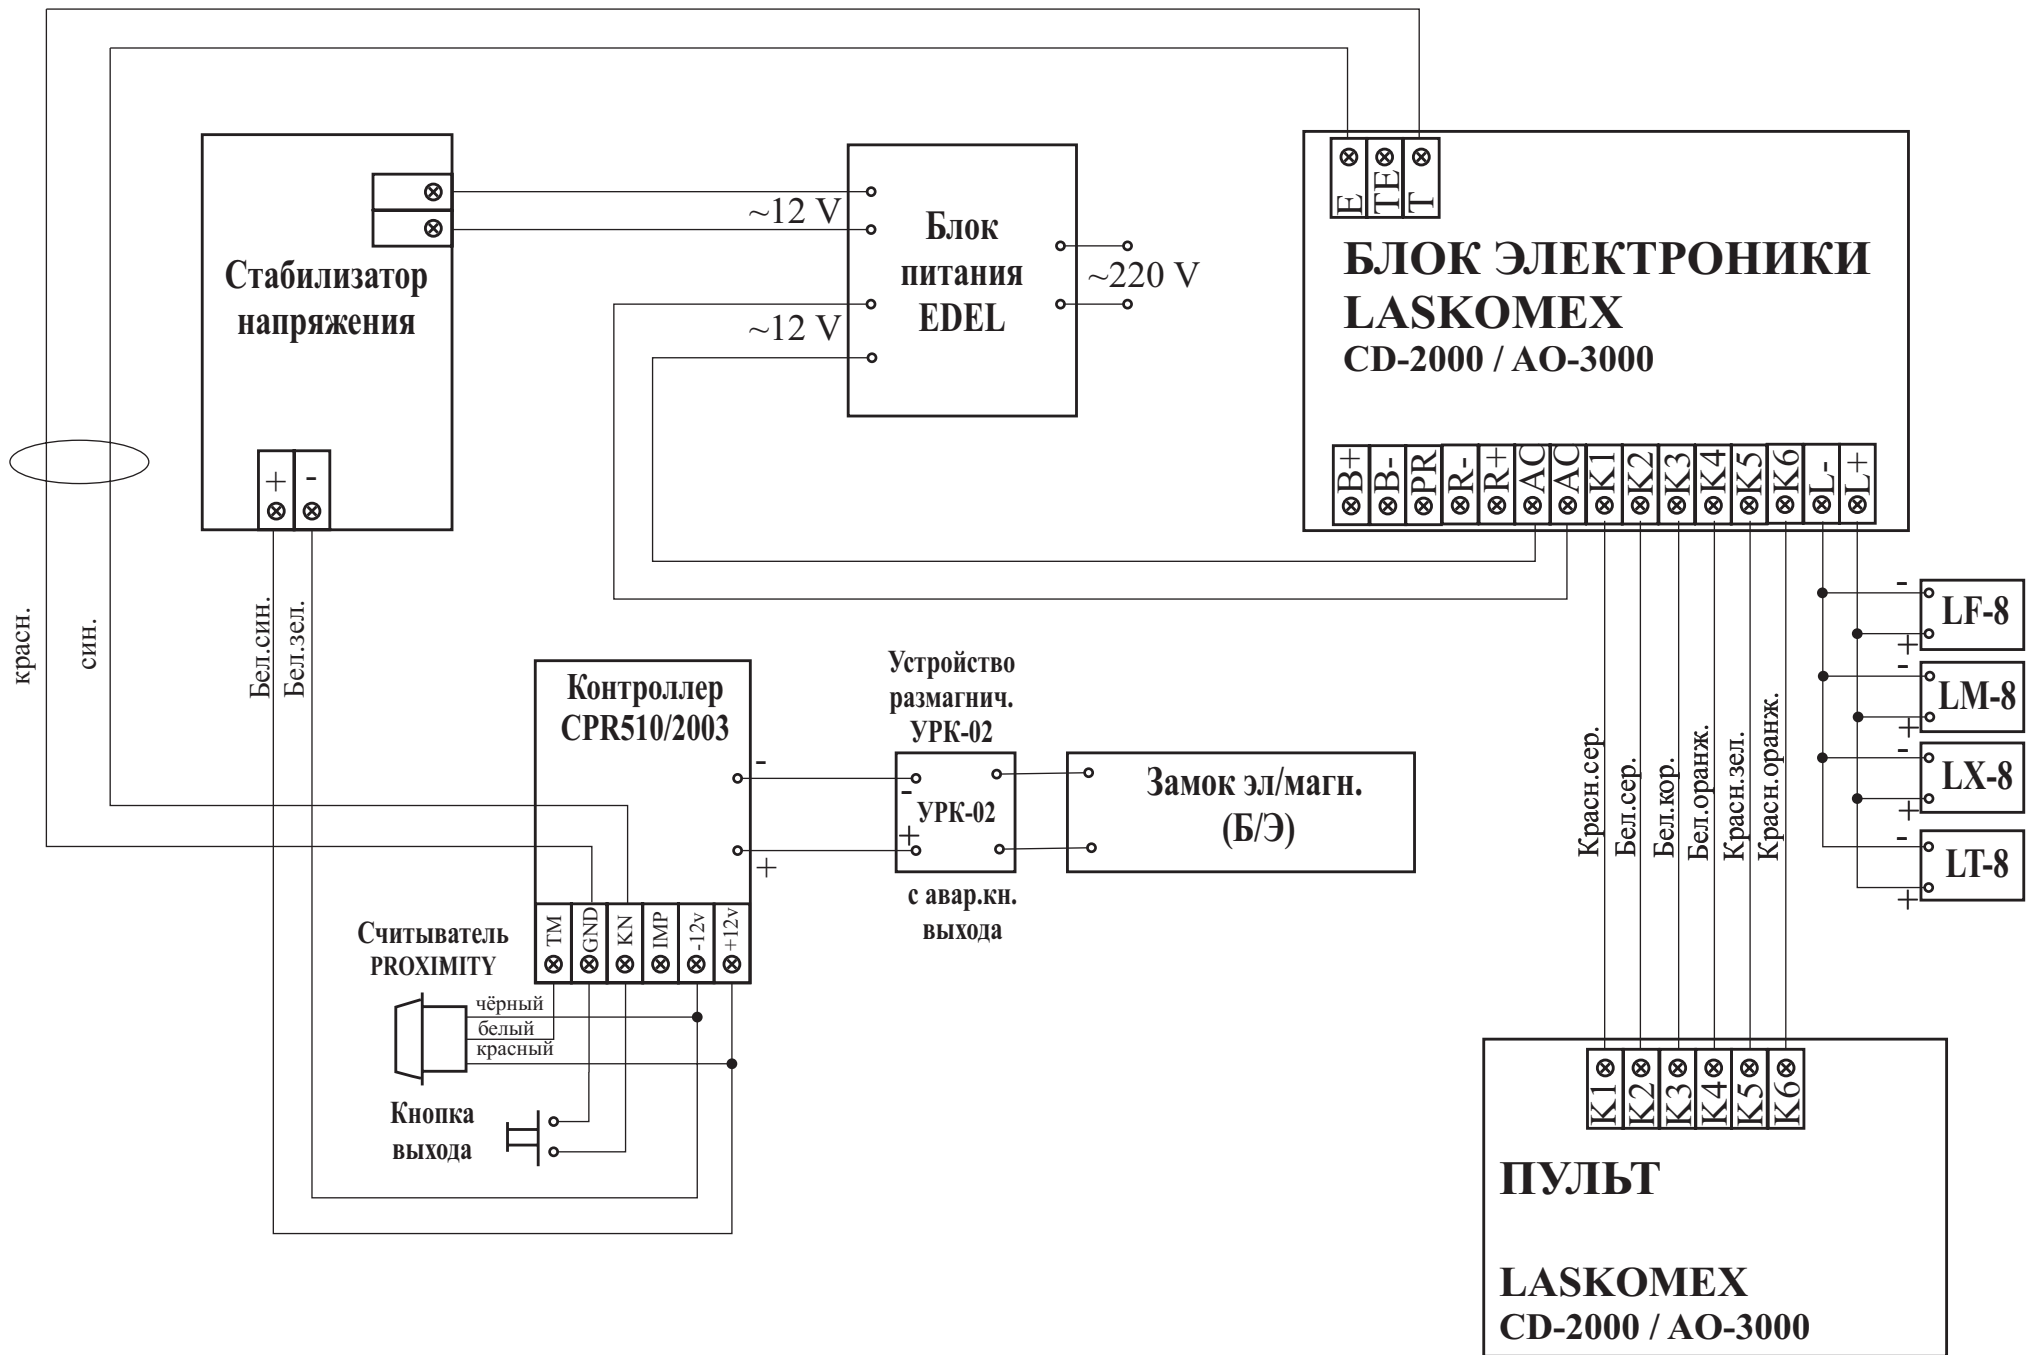 E
TE
T
БЛОК ЭЛЕКТРОНИКИ
LASKOMEX
CD-2000 / AO-3000
B+
B-
PR
R-
R+
AC
AC
K1
K2
K3
K4
K5
K6
L-
L+
Стабилизатор
напряжения
+
-
~12 V
~12 V
Блок
питания
EDEL
~220 V
красн.
син.
Бел.син.
Бел.зел.
Контроллер
CPR510/2003
-
+
TM
GND
KN
IMP
-12v
+12v
Устройство
размагнич.
УРК-02
-
УРК-02
+
с авар.кн.
выхода
Замок эл/магн.
(Б/Э)
Считыватель
PROXIMITY
чёрный
белый
красный
Кнопка
выхода
Красн.сер.
Бел.сер.
Бел.кор.
Бел.оранж.
Красн.зел.
Красн.оранж.
-
LF-8
+
-
LM-8
+
-
LX-8
+
-
LT-8
+
K1
K2
K3
K4
K5
K6
ПУЛЬТ
LASKOMEX
CD-2000 / AO-3000